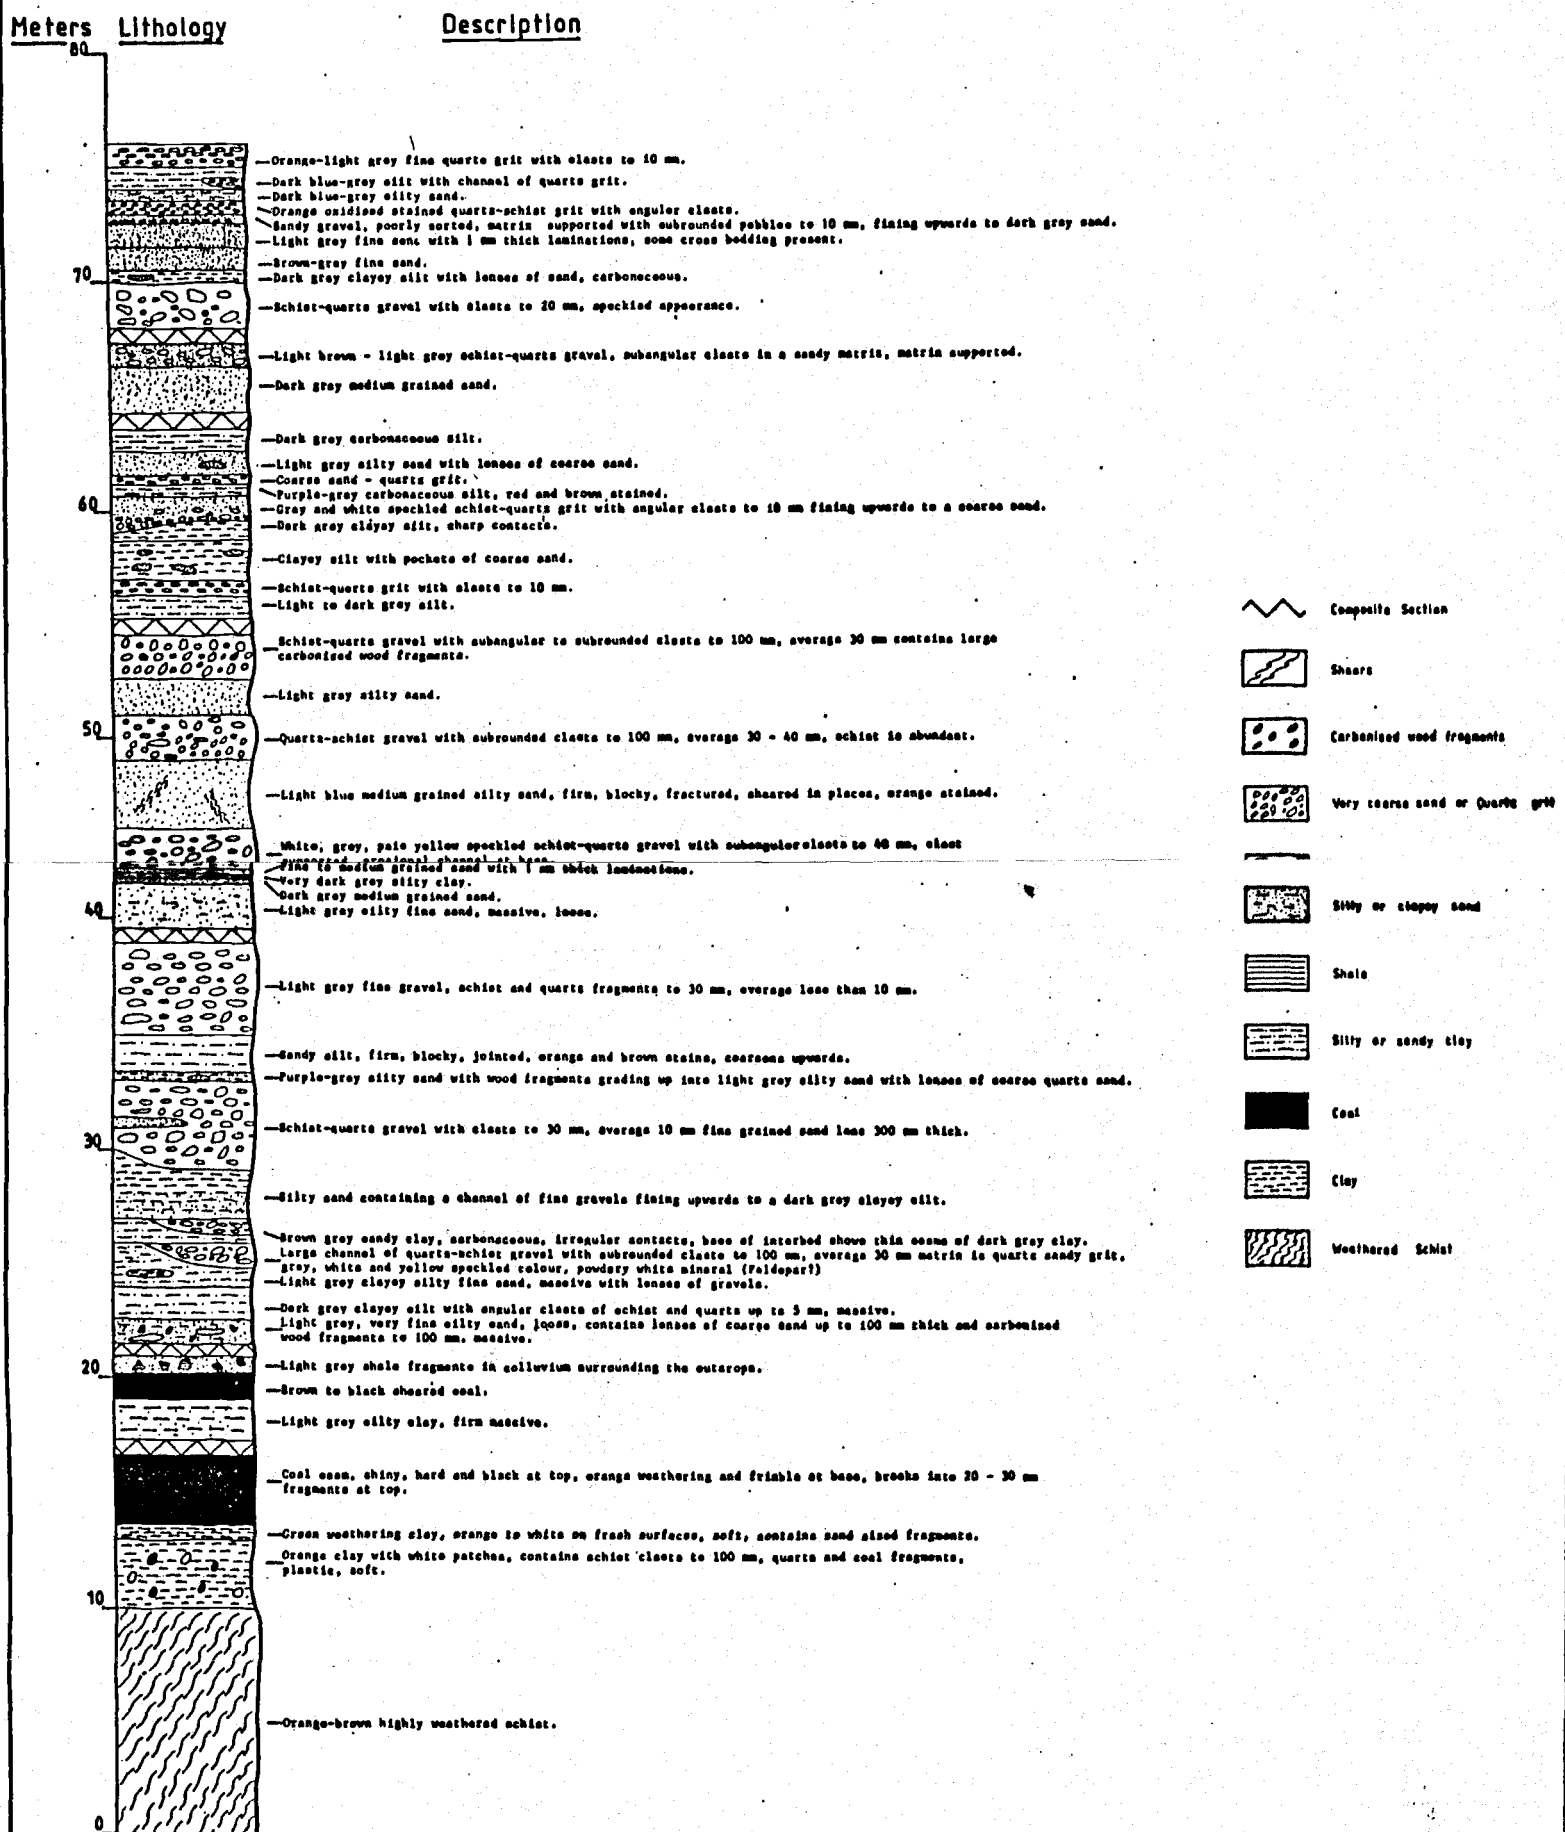 Meters Lithology Description
80
Orange-light grey fine quartz grit with clasts to 10 mm.
Dark blue-grey silt with channel of quartz grit.
Dark blue-gray silty sand.
Orange oxidised stained quartz-schist grit with angular clasts.
Sandy gravel, poorly sorted, matrix supported with subrounded pebbles to 10 mm, fining upwards to dark grey sand.
Light grey fine sand with 1 mm thick laminations, some cross bedding present.
Brown-gray fine sand.
70
Dark grey clayey silt with lenses of sand, carbonaceous.
Schist-quartz gravel with clasts to 20 mm, speckled appearance.
Light brown - light grey schist-quartz gravel, subangular clasts in a sandy matrix, matrix supported.
Dark gray medium grained sand.
Dark grey carbonaceous silt.
Light gray silty sand with lenses of coarse sand.
Coarse sand - quartz grit.
Purple-gray carbonaceous silt, red and brown stained.
60
Gray and white speckled schist-quartz grit with angular clasts to 10 mm fining upwards to a coarse sand.
Dark grey clayey silt, sharp contacts.
Clayey silt with pockets of coarse sand.
Schist-quartz grit with clasts to 10 mm.
Light to dark grey silt.
Schist-quartz gravel with subangular to subrounded clasts to 100 mm, average 30 mm contains large
carbonised wood fragments.
Light gray silty sand.
50
Quartz-schist gravel with subrounded clasts to 100 mm, average 30 - 40 mm, schist is abundant.
Light blue medium grained silty sand, firm, blocky, fractured, sheared in places, orange stained.
White, grey, pale yellow speckled schist-quartz gravel with subangular clasts to 40 mm, clast
supported, erosional channel at base.
Fine to medium grained sand with 1 mm thick laminations.
Very dark grey silty clay.
Dark grey medium grained sand.
40
Light gray silty fine sand, massive, loose.
Light grey fine gravel, schist and quartz fragments to 30 mm, average less than 10 mm.
Sandy silt, firm, blocky, jointed, orange and brown stains, coarsens upwards.
Purple-grey silty sand with wood fragments grading up into light grey silty sand with lenses of coarse quartz sand.
30
Schist-quartz gravel with clasts to 30 mm, average 10 mm fine grained sand lens 300 mm thick.
Silty sand containing a channel of fine gravels fining upwards to a dark grey clayey silt.
Brown grey sandy clay, carbonaceous, irregular contacts, base of interbed shows thin seams of dark gray clay.
Large channel of quartz-schist gravel with subrounded clasts to 100 mm, average 30 mm matrix is quartz sandy grit,
gray, white and yellow speckled colour, powdery white mineral (Feldspar?)
Light grey clayey silty fine sand, massive with lenses of gravels.
Dark gray clayey silt with angular clasts of schist and quartz up to 5 mm, massive.
Light grey, very fine silty sand, loose, contains lenses of coarse sand up to 100 mm thick and carbonised
wood fragments to 100 mm. massive.
20
Light grey shale fragments in colluvium surrounding the outcrops.
Brown to black sheared coal.
Light grey silty clay, firm massive.
Coal seam, shiny, hard and black at top, orange weathering and friable at base, breaks into 20 - 30 mm
fragments at top.
Green weathering clay, orange to white on fresh surfaces, soft, contains sand sized fragments.
Orange clay with white patches, contains schist clasts to 100 mm, quartz and coal fragments,
plastic, soft.
10
Orange-brown highly weathered schist.
0
Composite Section
Shears
Carbonised wood fragments
Very coarse sand or Quartz grit
Silty or clayey sand
Shale
Silty or sandy clay
Coal
Clay
Weathered Schist